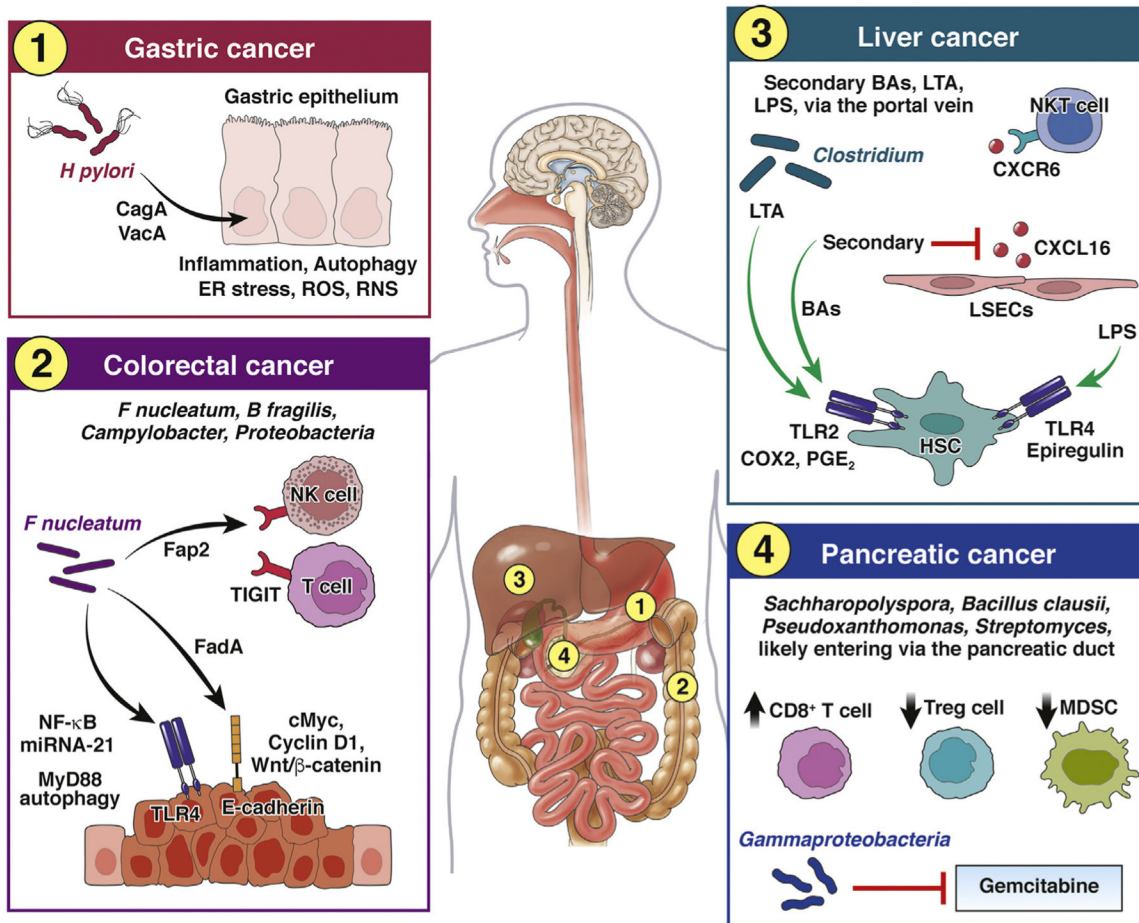 1
Gastric cancer
Gastric epithelium
H pylori
CagA
VacA
Inflammation, Autophagy
ER stress, ROS, RNS
2
Colorectal cancer
F nucleatum, B fragilis,
Campylobacter, Proteobacteria
NK cell
F nucleatum
Fap2
TIGIT
T cell
FadA
NF-κB
miRNA-21
MyD88
autophagy
cMyc,
Cyclin D1,
Wnt/β-catenin
TLR4
E-cadherin
3
1
4
2
3
Liver cancer
Secondary BAs, LTA,
LPS, via the portal vein
NKT cell
Clostridium
CXCR6
LTA
Secondary
CXCL16
BAs
LSECs
LPS
TLR2
COX2, PGE₂
HSC
TLR4
Epiregulin
4
Pancreatic cancer
Sachharopolyspora, Bacillus clausii,
Pseudoxanthomonas, Streptomyces,
likely entering via the pancreatic duct
CD8⁺ T cell
Treg cell
MDSC
Gammaproteobacteria
Gemcitabine